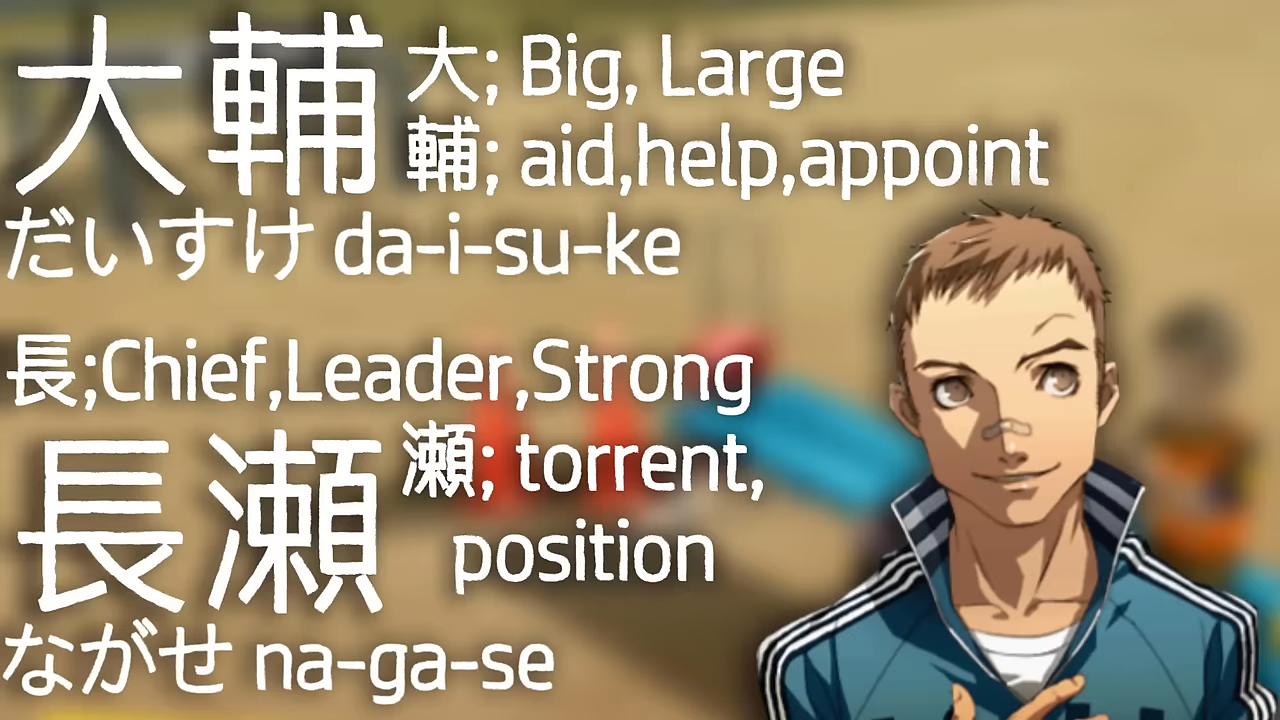 大輔
大; Big, Large
輔; aid,help,appoint
だいすけ da-i-su-ke
長;Chief,Leader,Strong
長瀬
瀬; torrent,
position
ながせ na-ga-se